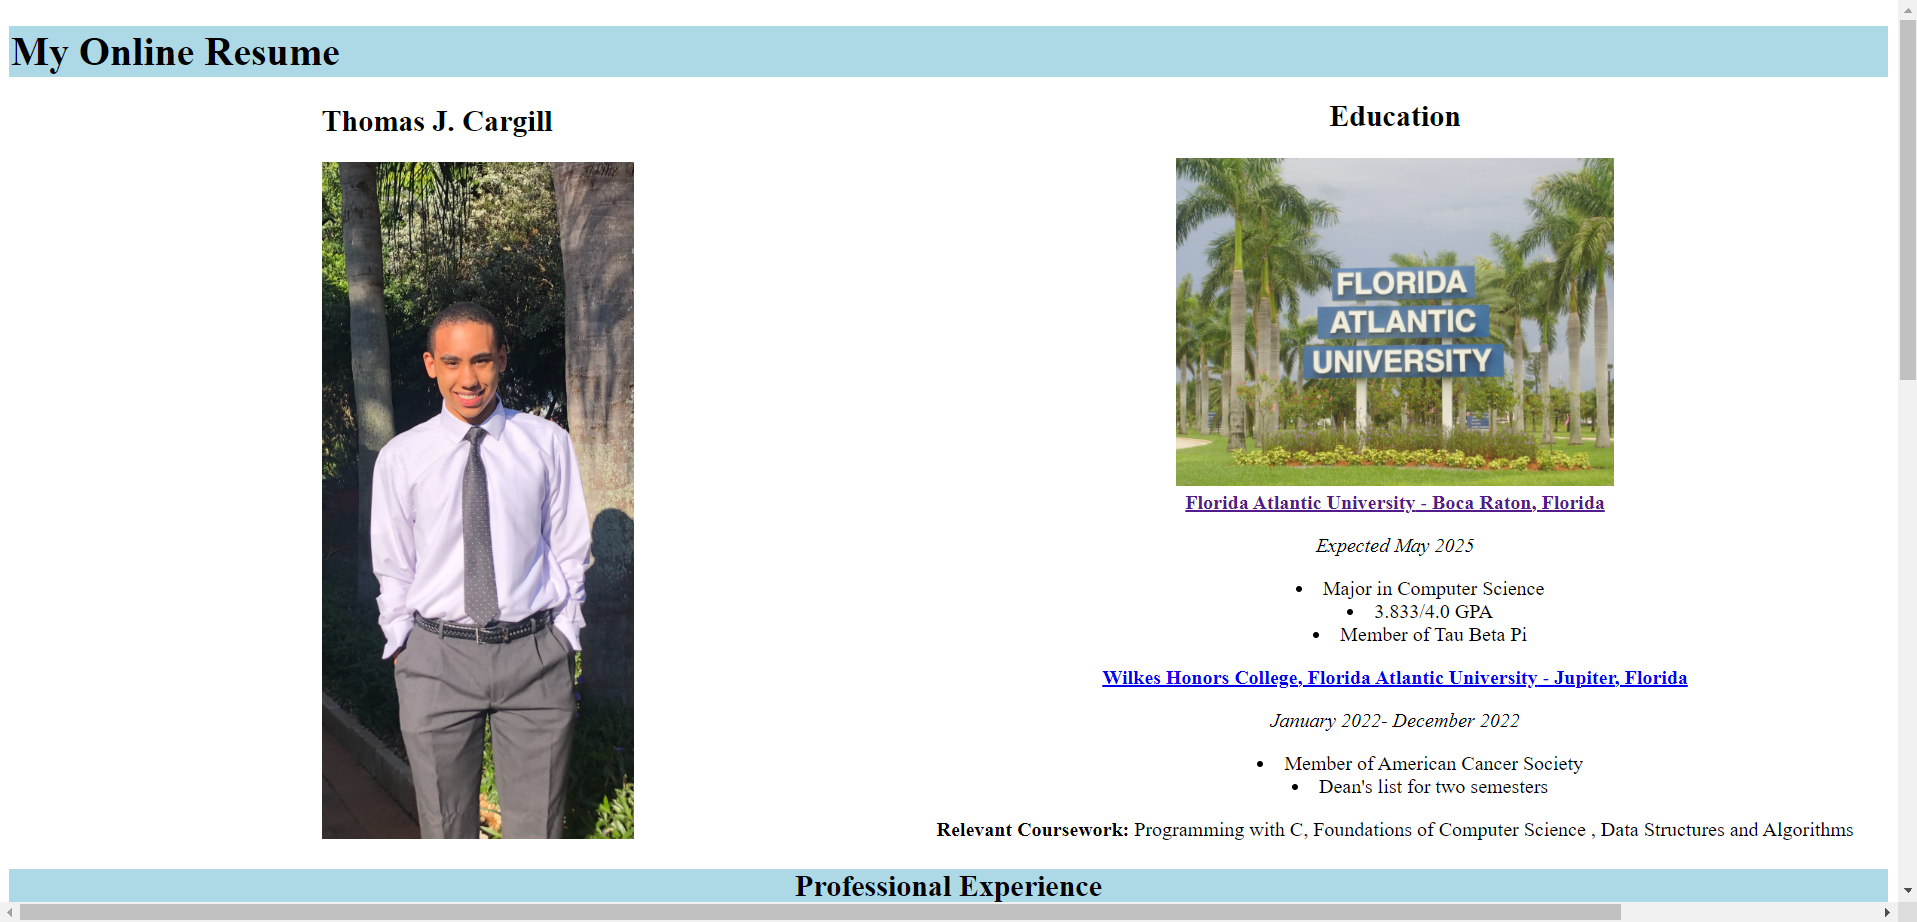 My Online Resume
Thomas J. Cargill
Education
FLORIDA
ATLANTIC
UNIVERSITY
Florida Atlantic University - Boca Raton, Florida
Expected May 2025
• Major in Computer Science
• 3.833/4.0 GPA
• Member of Tau Beta Pi
Wilkes Honors College, Florida Atlantic University - Jupiter, Florida
January 2022- December 2022
• Member of American Cancer Society
• Dean's list for two semesters
Relevant Coursework: Programming with C, Foundations of Computer Science , Data Structures and Algorithms
Professional Experience